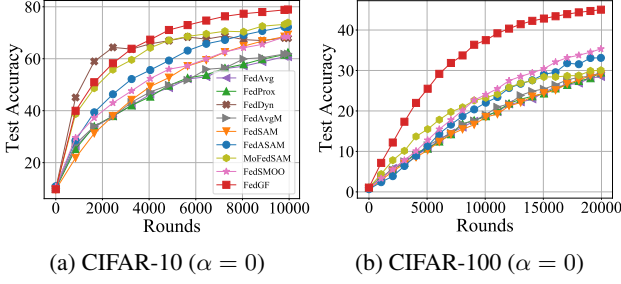 80
60
40
20
Test Accuracy
FedAvg
FedProx
FedDyn
FedAvgM
FedSAM
FedASAM
MoFedSAM
FedSMOO
FedGF
0 2000 4000 6000 8000 10000
Rounds
(a) CIFAR-10 (α = 0)
40
30
20
10
0
Test Accuracy
0 5000 10000 15000 20000
Rounds
(b) CIFAR-100 (α = 0)